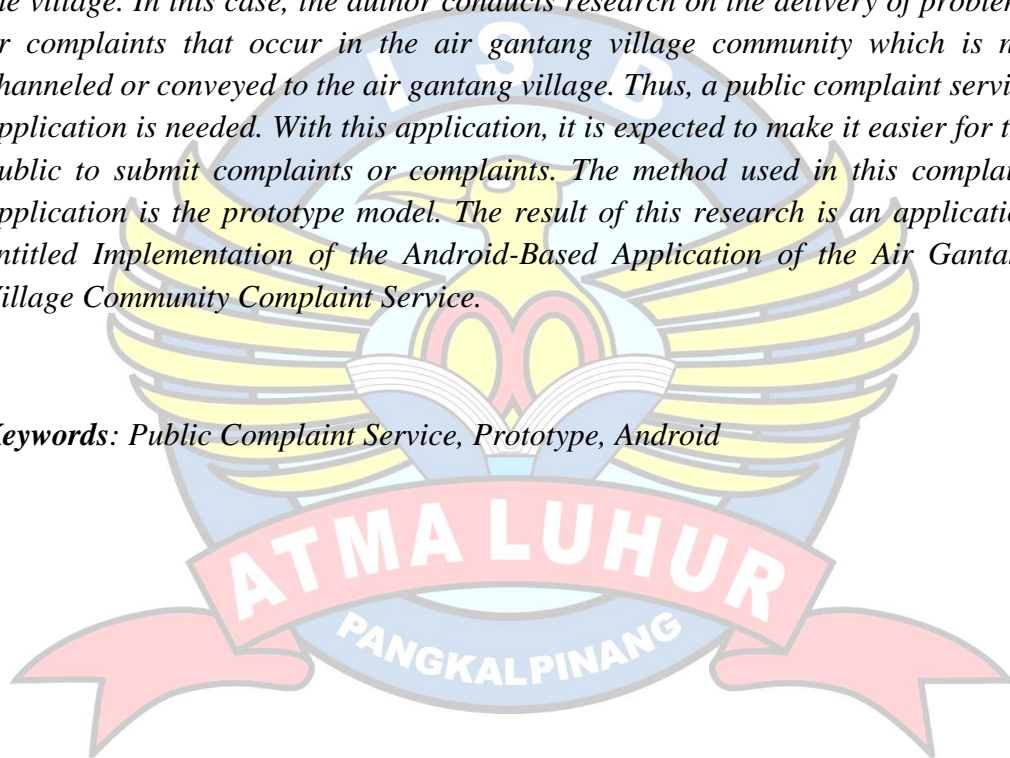 he village. In this case, the author conducts research on the delivery of problem
r complaints that occur in the air gantang village community which is n
hanneled or conveyed to the air gantang village. Thus, a public complaint servi
pplication is needed. With this application, it is expected to make it easier for t
ublic to submit complaints or complaints. The method used in this complai
pplication is the prototype model. The result of this research is an applicatio
ntitled Implementation of the Android-Based Application of the Air Ganta
illage Community Complaint Service.
eywords: Public Complaint Service, Prototype, Android
I S B
ATMA LUHUR
PANGKALPINANG